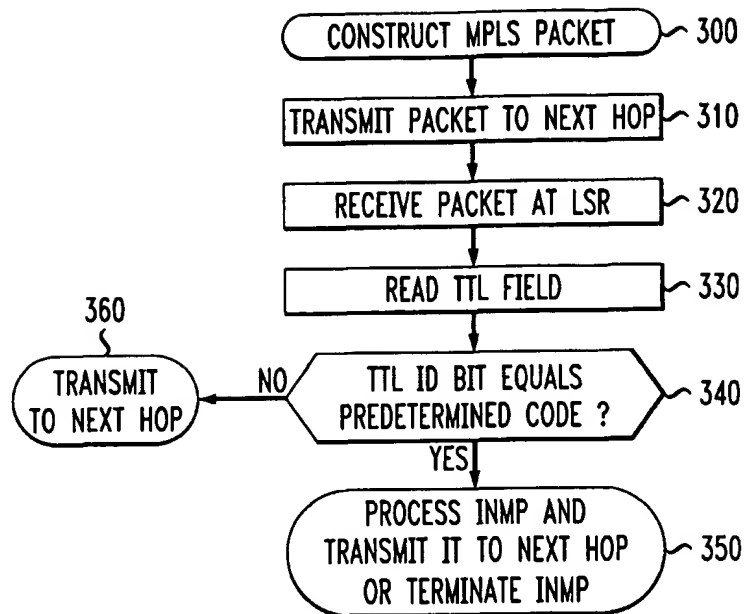 CONSTRUCT MPLS PACKET
300
TRANSMIT PACKET TO NEXT HOP
310
RECEIVE PACKET AT LSR
320
READ TTL FIELD
330
TTL ID BIT EQUALS
PREDETERMINED CODE ?
340
NO
360
TRANSMIT
TO NEXT HOP
YES
PROCESS INMP AND
TRANSMIT IT TO NEXT HOP
OR TERMINATE INMP
350